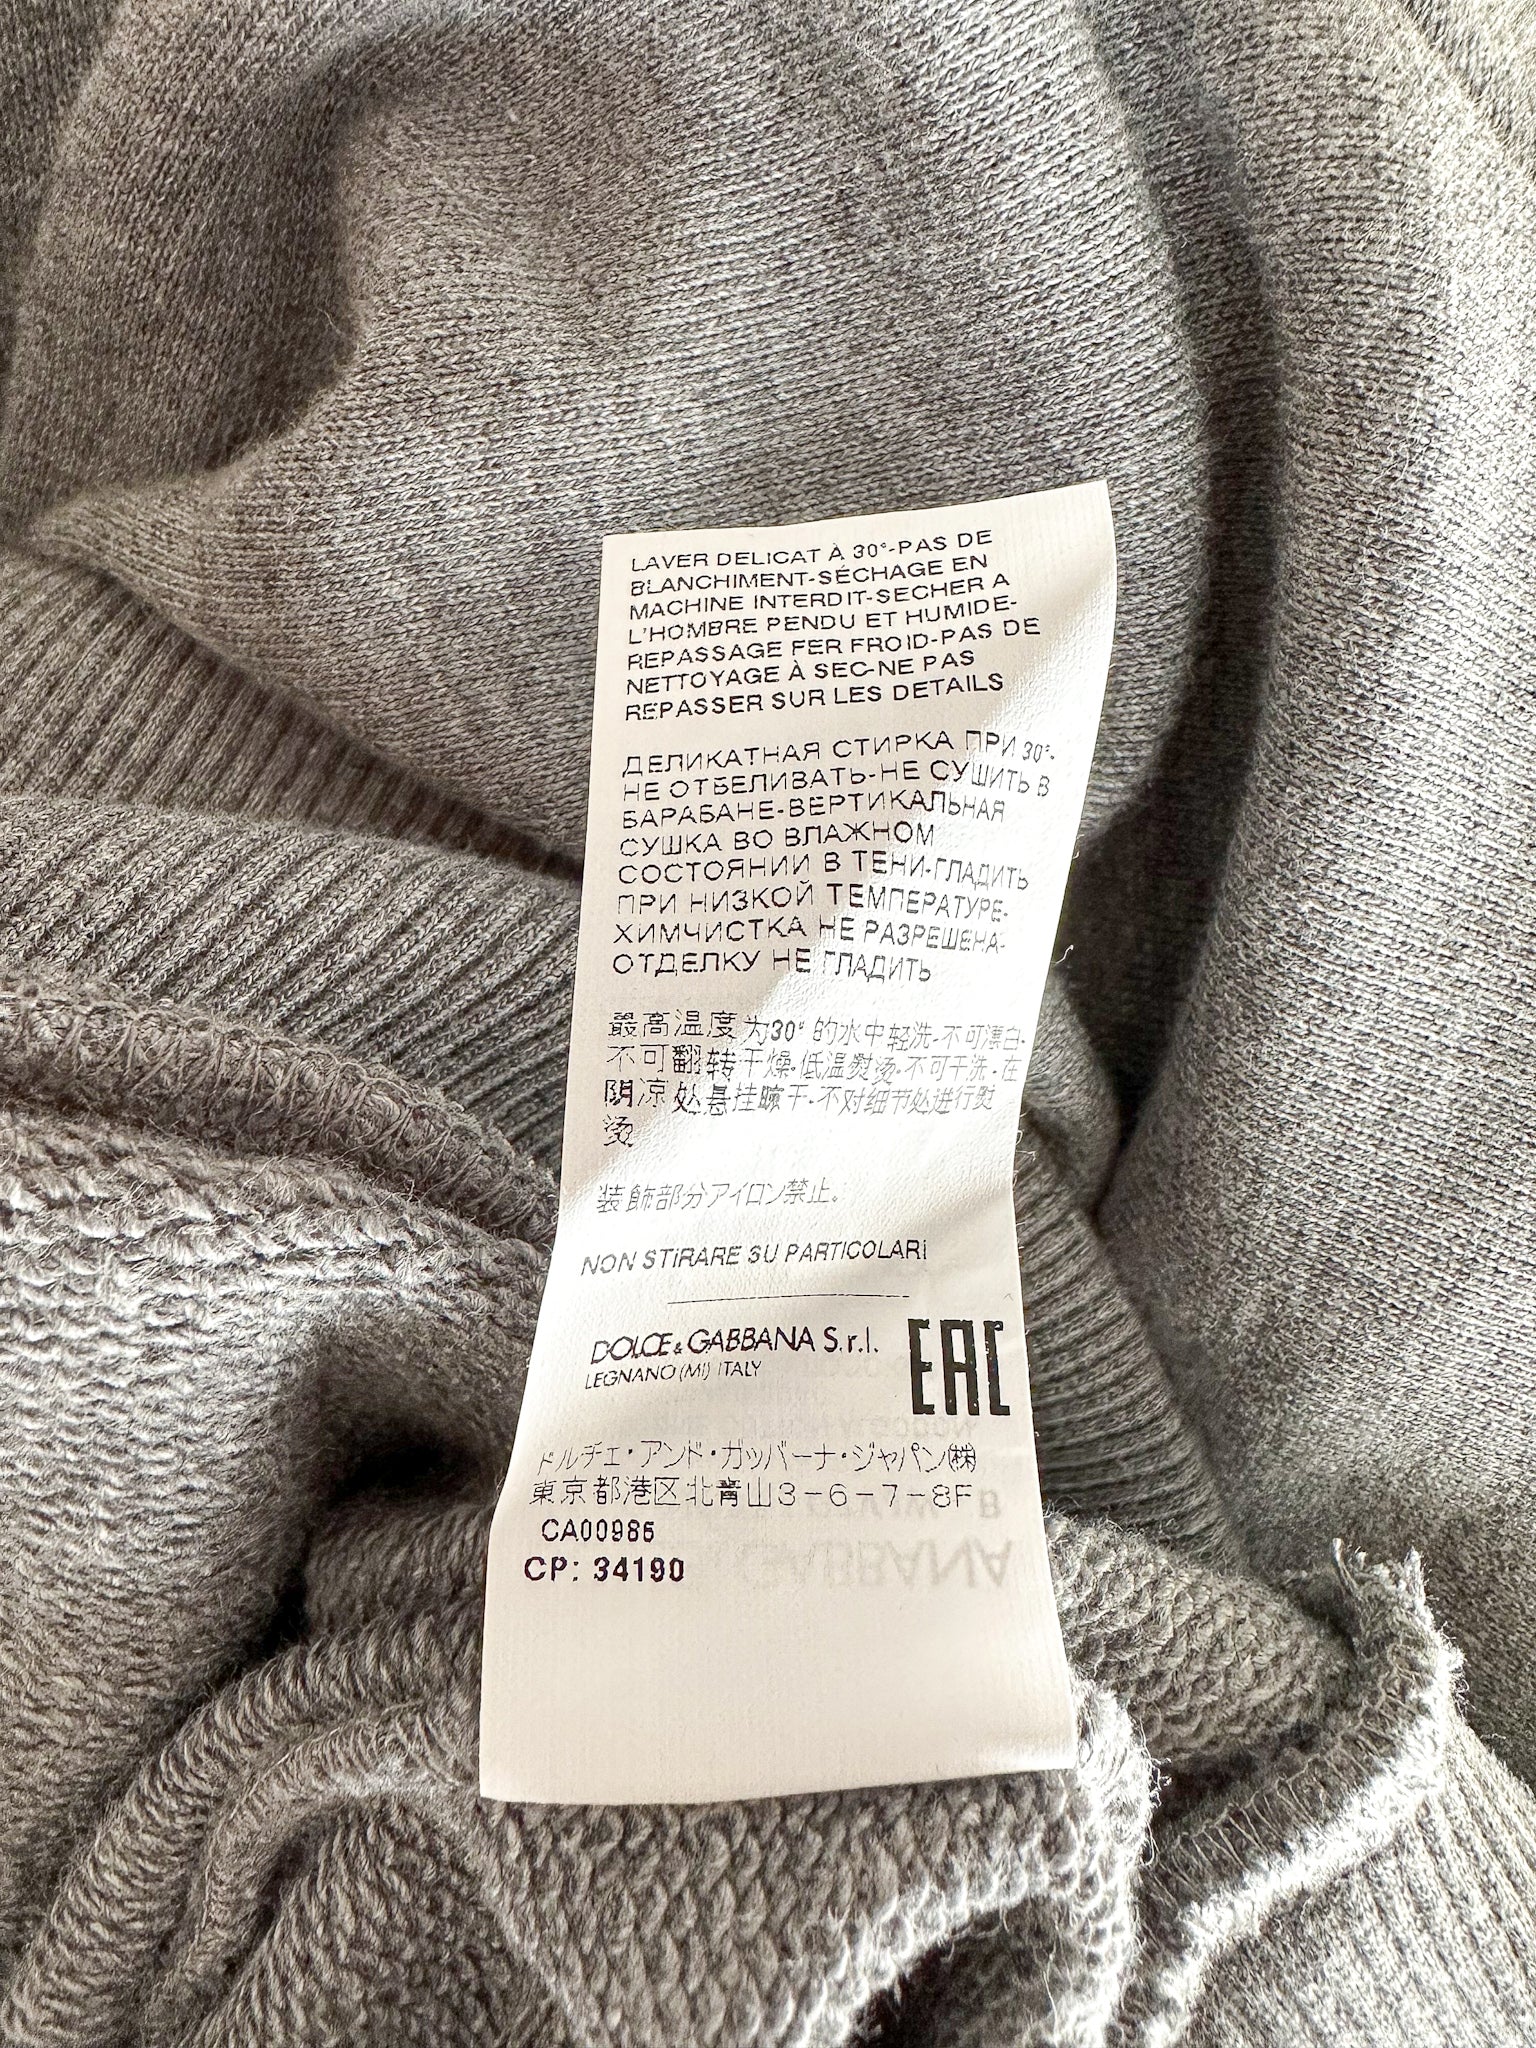 LAVER DELICAT À 30°-PAS DE
BLANCHIMENT-SÉCHAGE EN
MACHINE INTERDIT-SECHER A
L'HOMBRE PENDU ET HUMIDE-
REPASSAGE FER FROID-PAS DE
NETTOYAGE À SEC-NE PAS
REPASSER SUR LES DETAILS
ДЕЛИКАТНАЯ СТИРКА ПРИ 30°-
НЕ ОТБЕЛИВАТЬ-НЕ СУШИТЬ В
БАРАБАНЕ-ВЕРТИКАЛЬНАЯ
СУШКА ВО ВЛАЖНОМ
СОСТОЯНИИ В ТЕНИ-ГЛАДИТЬ
ПРИ НИЗКОЙ ТЕМПЕРАТУРЕ-
ХИМЧИСТКА НЕ РАЗРЕШЕНА-
ОТДЕЛКУ НЕ ГЛАДИТЬ
最高温度为30°的水中轻洗-不可漂白-
不可翻转干燥-低温熨烫-不可干洗-在
阴凉处悬挂晾干-不对细节处进行熨
烫
装飾部分アイロン禁止。
NON STIRARE SU PARTICOLARI
DOLCE & GABBANA S.r.l.
LEGNANO (MI) ITALY
EAC
ドルチェ・アンド・ガッバーナ・ジャパン㈱
東京都港区北青山3-6-7-8F
CA00986
CP: 34190